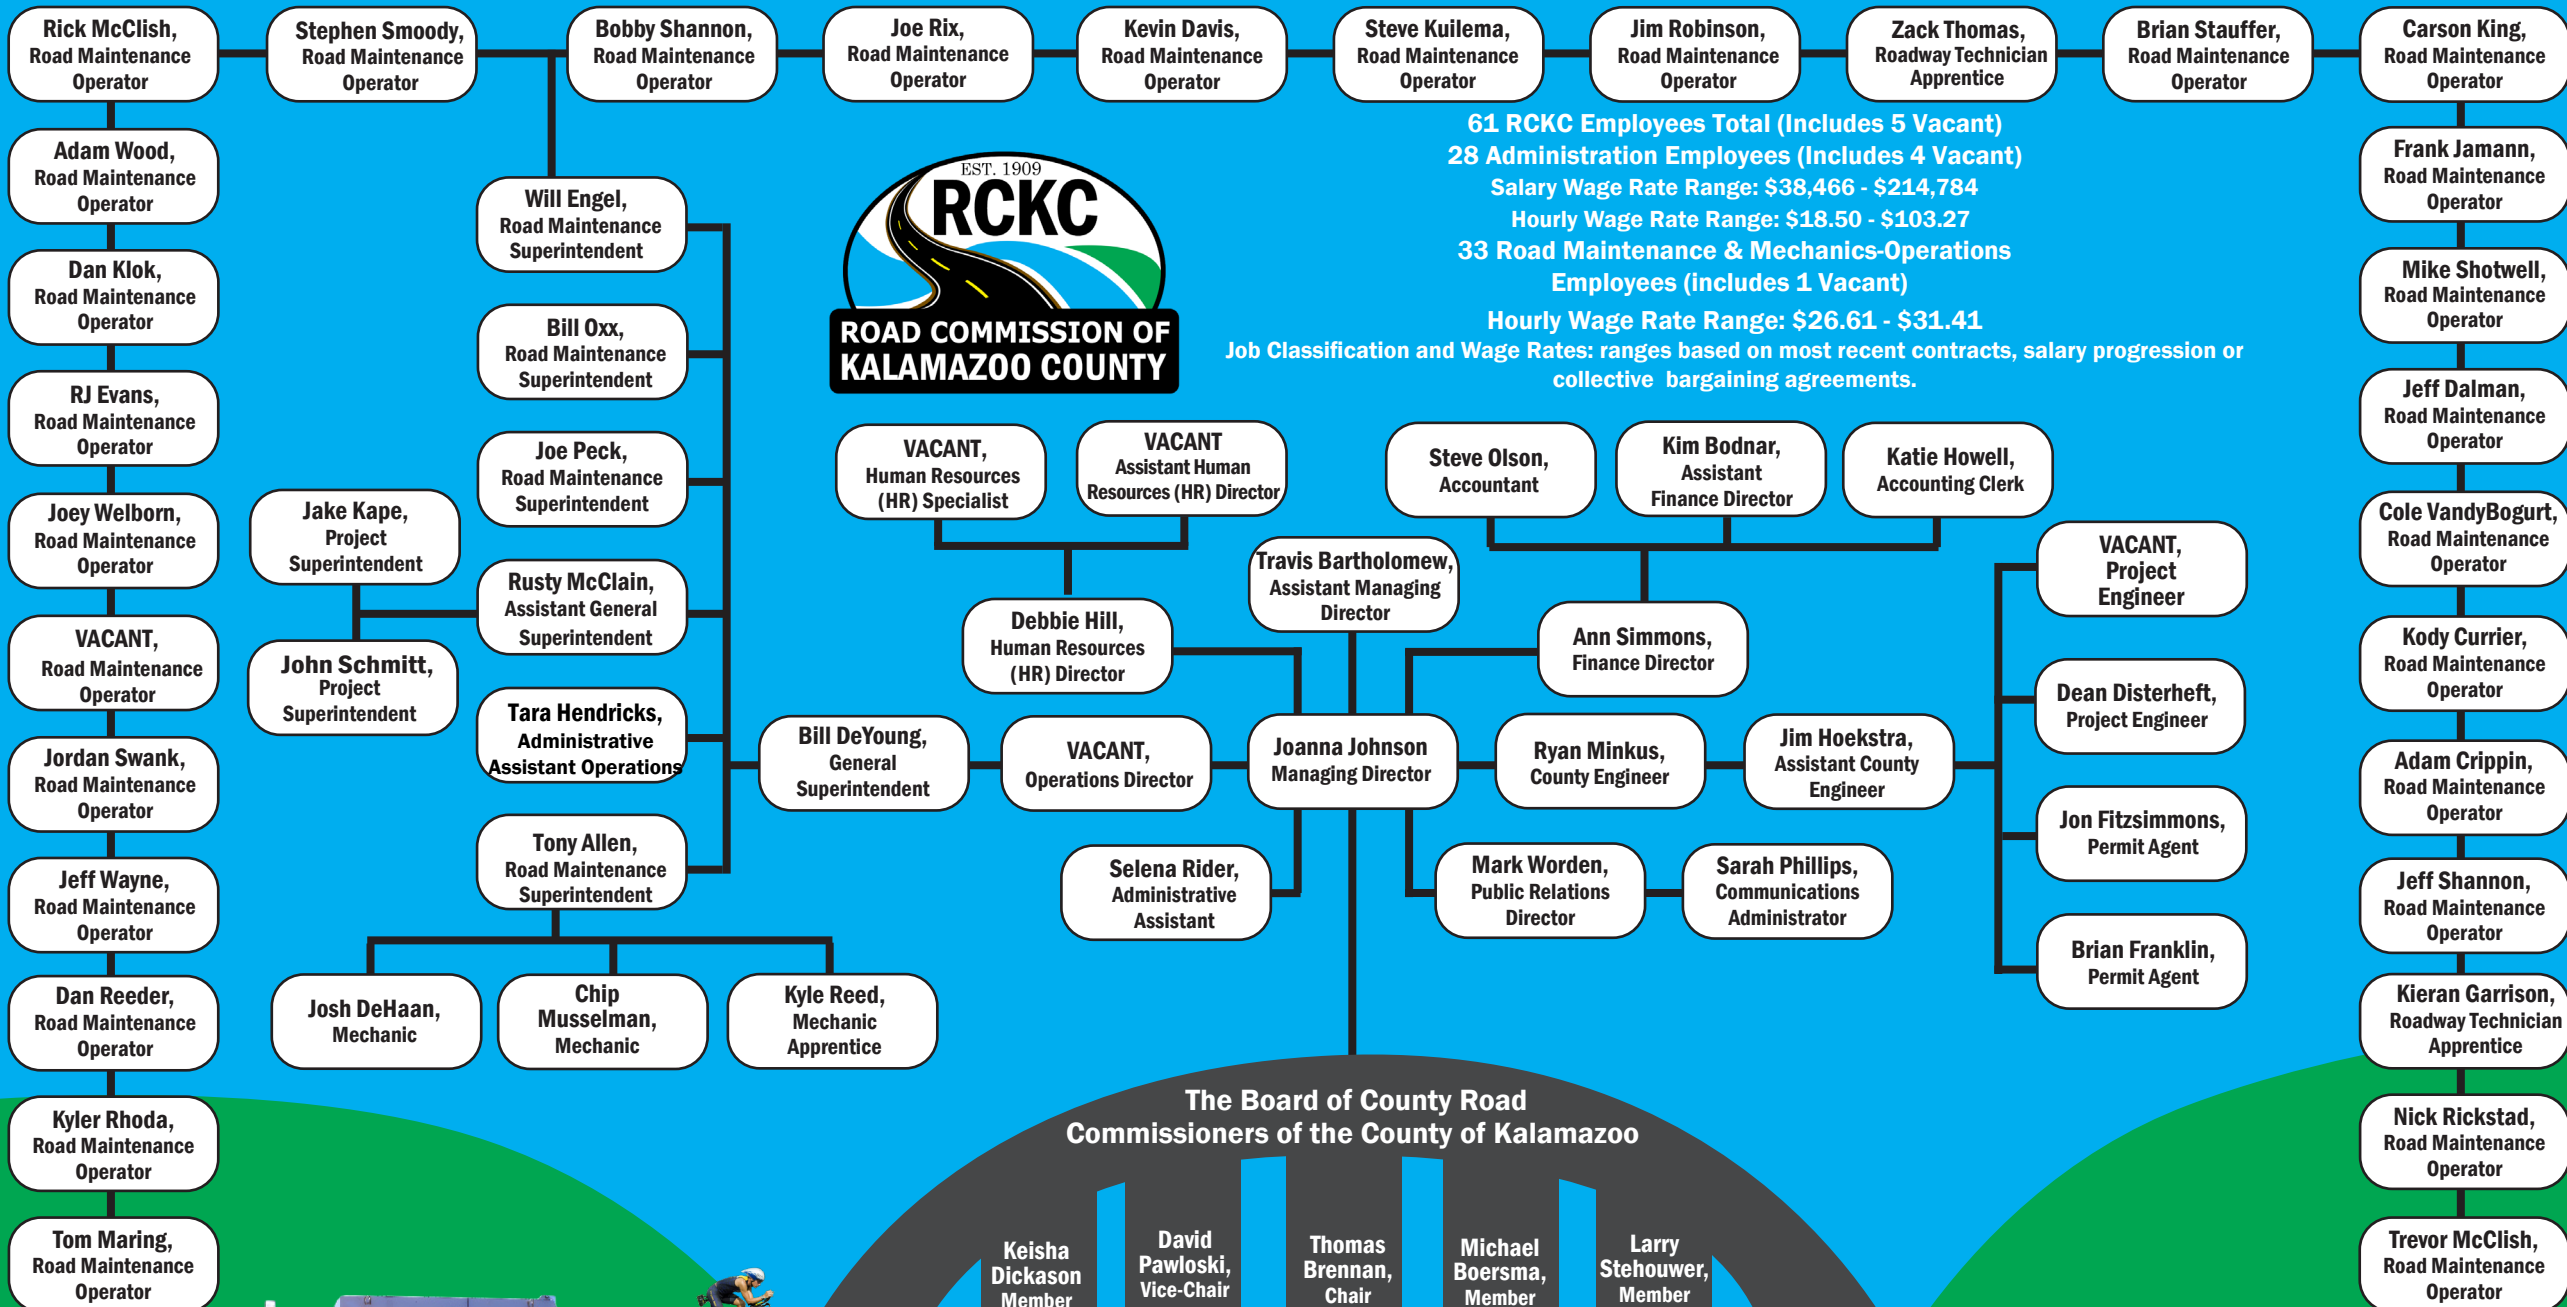 Rick McClish,
Road Maintenance
Operator
Stephen Smoody,
Road Maintenance
Operator
Bobby Shannon,
Road Maintenance
Operator
Joe Rix,
Road Maintenance
Operator
Kevin Davis,
Road Maintenance
Operator
Steve Kuilema,
Road Maintenance
Operator
Jim Robinson,
Road Maintenance
Operator
Zack Thomas,
Roadway Technician
Apprentice
Brian Stauffer,
Road Maintenance
Operator
Carson King,
Road Maintenance
Operator
Adam Wood,
Road Maintenance
Operator
Dan Klok,
Road Maintenance
Operator
RJ Evans,
Road Maintenance
Operator
Joey Welborn,
Road Maintenance
Operator
VACANT,
Road Maintenance
Operator
Jordan Swank,
Road Maintenance
Operator
Jeff Wayne,
Road Maintenance
Operator
Dan Reeder,
Road Maintenance
Operator
Kyler Rhoda,
Road Maintenance
Operator
Tom Maring,
Road Maintenance
Operator
Will Engel,
Road Maintenance
Superintendent
Bill Oxx,
Road Maintenance
Superintendent
Joe Peck,
Road Maintenance
Superintendent
Jake Kape,
Project
Superintendent
Rusty McClain,
Assistant General
Superintendent
John Schmitt,
Project
Superintendent
Tara Hendricks,
Administrative
Assistant Operations
Tony Allen,
Road Maintenance
Superintendent
Josh DeHaan,
Mechanic
Chip
Musselman,
Mechanic
Kyle Reed,
Mechanic
Apprentice
EST. 1909
RCKC
ROAD COMMISSION OF
KALAMAZOO COUNTY
61 RCKC Employees Total (Includes 5 Vacant)
28 Administration Employees (Includes 4 Vacant)
Salary Wage Rate Range: $38,466 - $214,784
Hourly Wage Rate Range: $18.50 - $103.27
33 Road Maintenance & Mechanics-Operations
Employees (includes 1 Vacant)
Hourly Wage Rate Range: $26.61 - $31.41
Job Classification and Wage Rates: ranges based on most recent contracts, salary progression or
collective bargaining agreements.
VACANT,
Human Resources
(HR) Specialist
VACANT
Assistant Human
Resources (HR) Director
Steve Olson,
Accountant
Kim Bodnar,
Assistant
Finance Director
Katie Howell,
Accounting Clerk
Debbie Hill,
Human Resources
(HR) Director
Travis Bartholomew,
Assistant Managing
Director
Ann Simmons,
Finance Director
Bill DeYoung,
General
Superintendent
VACANT,
Operations Director
Joanna Johnson
Managing Director
Ryan Minkus,
County Engineer
Jim Hoekstra,
Assistant County
Engineer
VACANT,
Project
Engineer
Dean Disterheft,
Project Engineer
Jon Fitzsimmons,
Permit Agent
Brian Franklin,
Permit Agent
Selena Rider,
Administrative
Assistant
Mark Worden,
Public Relations
Director
Sarah Phillips,
Communications
Administrator
Frank Jamann,
Road Maintenance
Operator
Mike Shotwell,
Road Maintenance
Operator
Jeff Dalman,
Road Maintenance
Operator
Cole VandyBogurt,
Road Maintenance
Operator
Kody Currier,
Road Maintenance
Operator
Adam Crippin,
Road Maintenance
Operator
Jeff Shannon,
Road Maintenance
Operator
Kieran Garrison,
Roadway Technician
Apprentice
Nick Rickstad,
Road Maintenance
Operator
Trevor McClish,
Road Maintenance
Operator
The Board of County Road
Commissioners of the County of Kalamazoo
Keisha
Dickason
Member
David
Pawloski,
Vice-Chair
Thomas
Brennan,
Chair
Michael
Boersma,
Member
Larry
Stehouwer,
Member